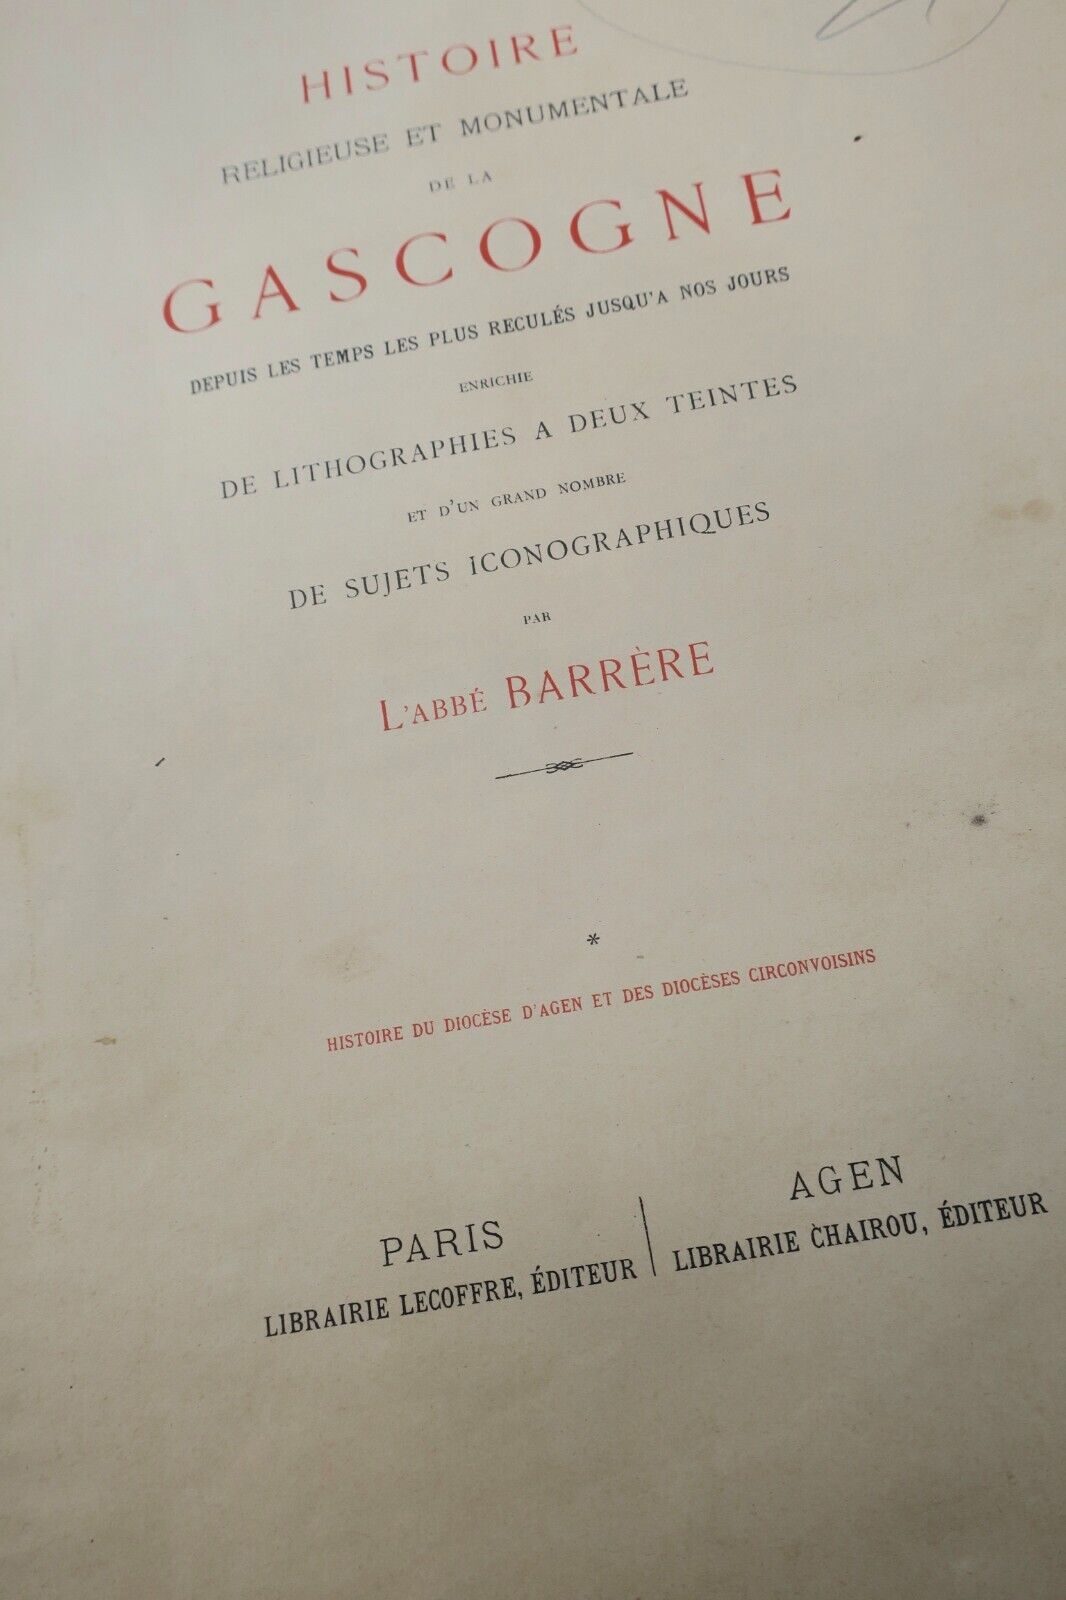 HISTOIRE
RELIGIEUSE ET MONUMENTALE
DE LA
GASCOGNE
DEPUIS LES TEMPS LES PLUS RECULÉS JUSQU'A NOS JOURS
ENRICHIE
DE LITHOGRAPHIES A DEUX TEINTES
ET D'UN GRAND NOMBRE
DE SUJETS ICONOGRAPHIQUES
PAR
L'ABBÉ BARRÈRE
*
HISTOIRE DU DIOCÈSE D'AGEN ET DES DIOCÈSES CIRCONVOISINS
PARIS
LIBRAIRIE LECOFFRE, ÉDITEUR
AGEN
LIBRAIRIE CHAIROU, ÉDITEUR